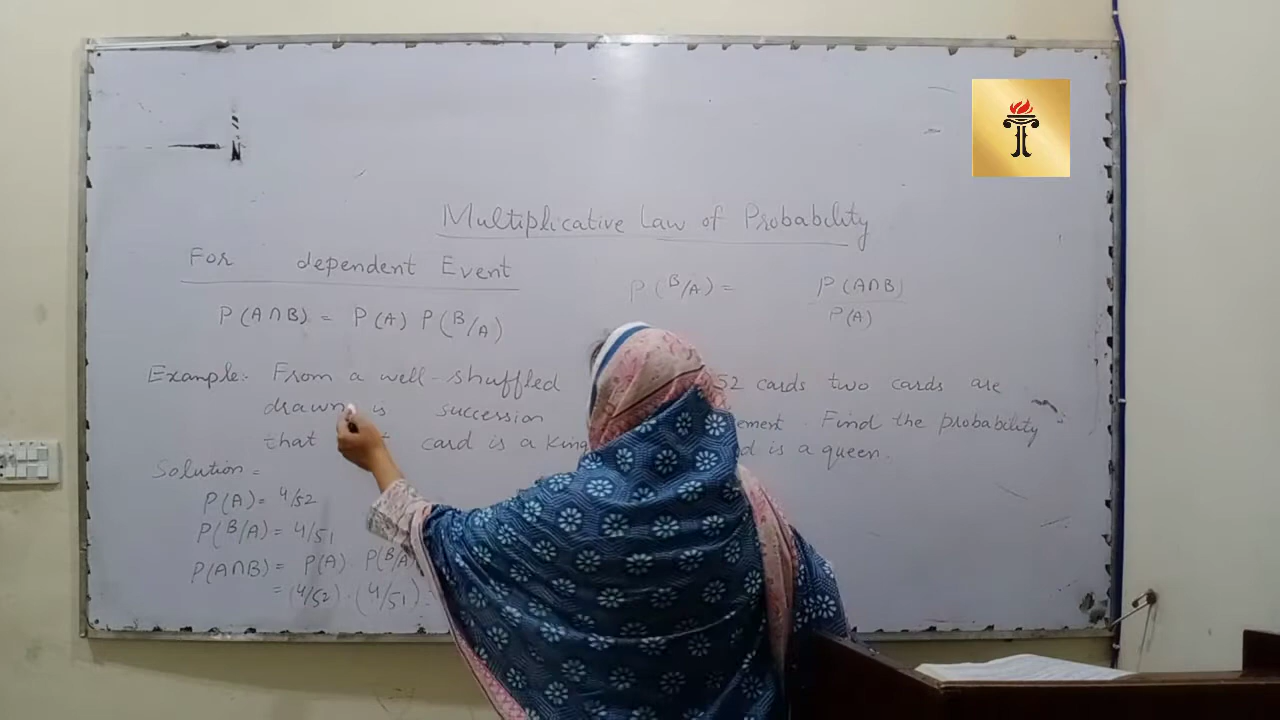 Multiplicative Law of Probability
For dependent Event
P(A∩B) = P(A) P(B/A)
P(B/A) = P(A∩B)
P(A)
Example:- From a well-shuffled 52 cards two cards are
drawn is succession ement. Find the probability
that card is a King d is a queen.
Solution =
P(A) = 4/52
P(B/A) = 4/51
P(A∩B) = P(A) P(B/A)
= (4/52) · (4/51)